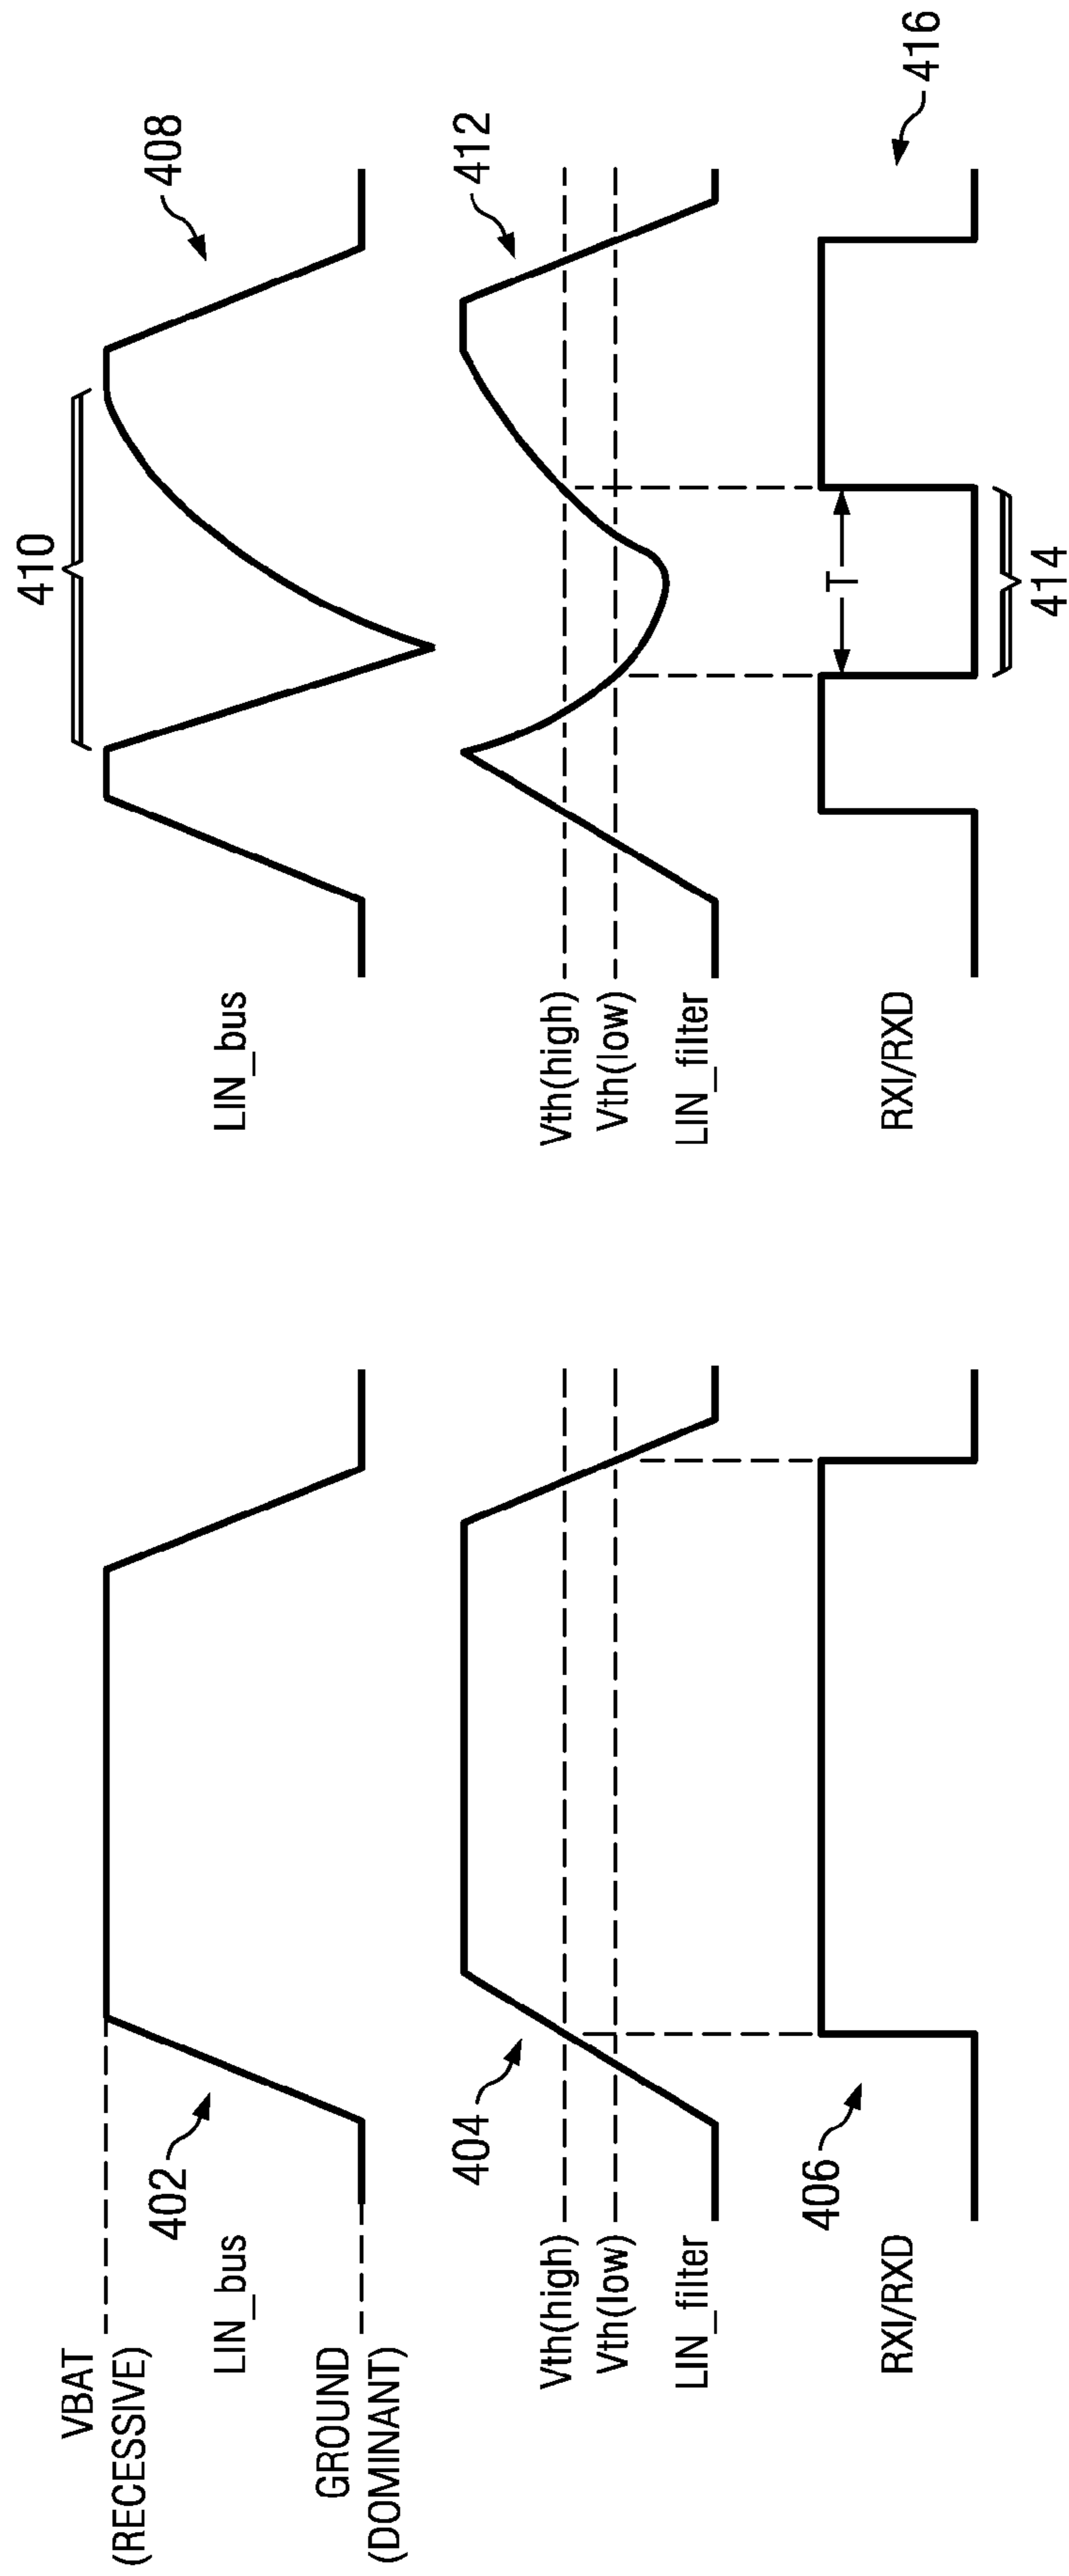 VBAT
(RECESSIVE)
402
LIN_bus
GROUND
(DOMINANT)
404
Vth(high)
Vth(low)
LIN_filter
406
RXI/RXD
410
408
LIN_bus
412
Vth(high)
Vth(low)
LIN_filter
416
T
RXI/RXD
414